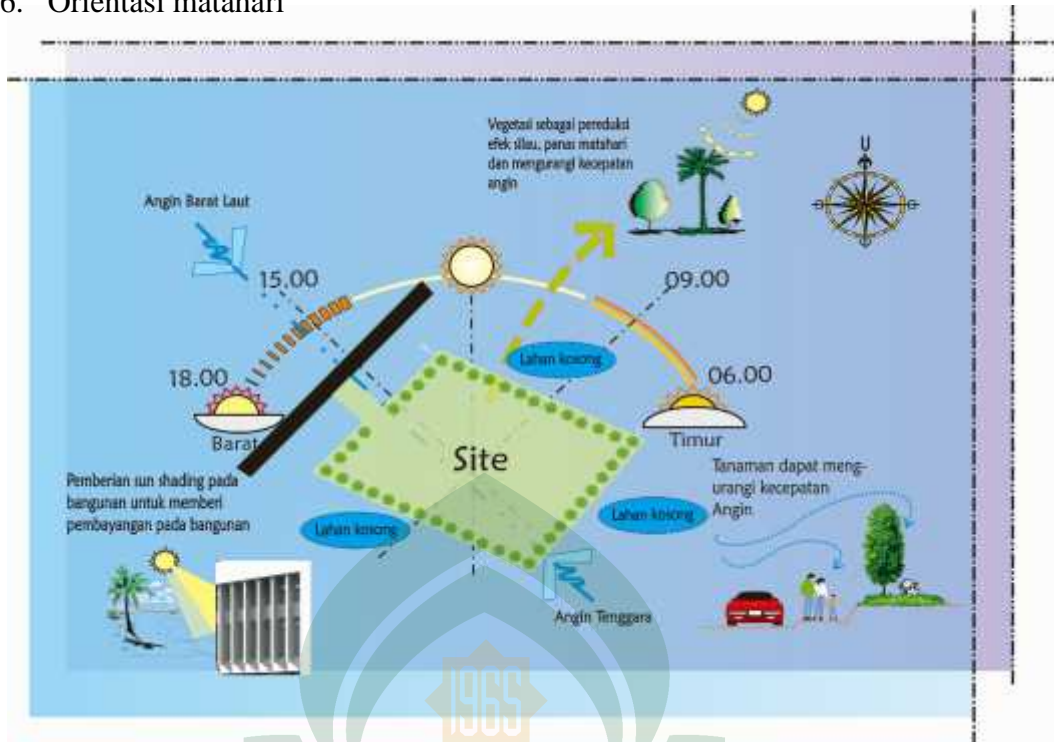 6. Orientasi matahari
Vegetasi sebagai pereduksi
efek silau, panas matahari
dan mengurangi kecepatan
angin
U
Angin Barat Laut
15.00
09.00
Lahan kosong
18.00
06.00
Barat
Timur
Site
Pemberian sun shading pada
bangunan untuk memberi
pembayangan pada bangunan
Tanaman dapat meng-
urangi kecepatan
Angin
Lahan kosong
Lahan kosong
Angin Tenggara
1965